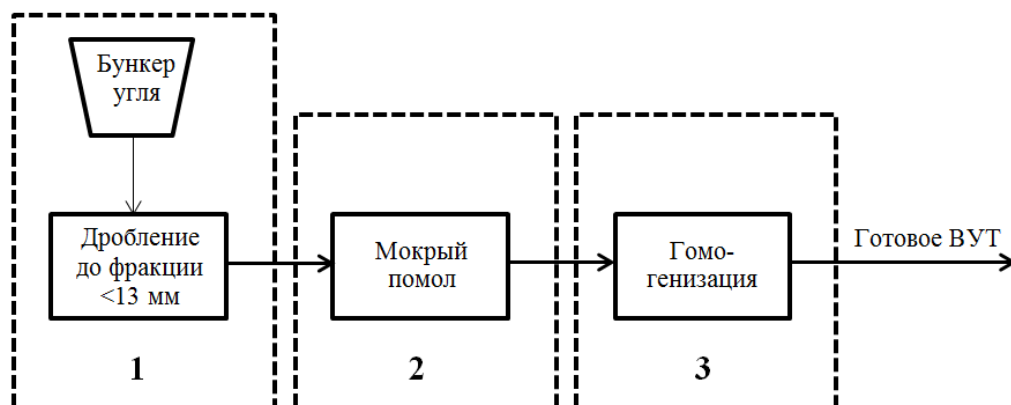 Бункер
угля
Дробление
до фракции
<13 мм
1
Мокрый
помол
2
Гомо-
генизация
3
Готовое ВУТ